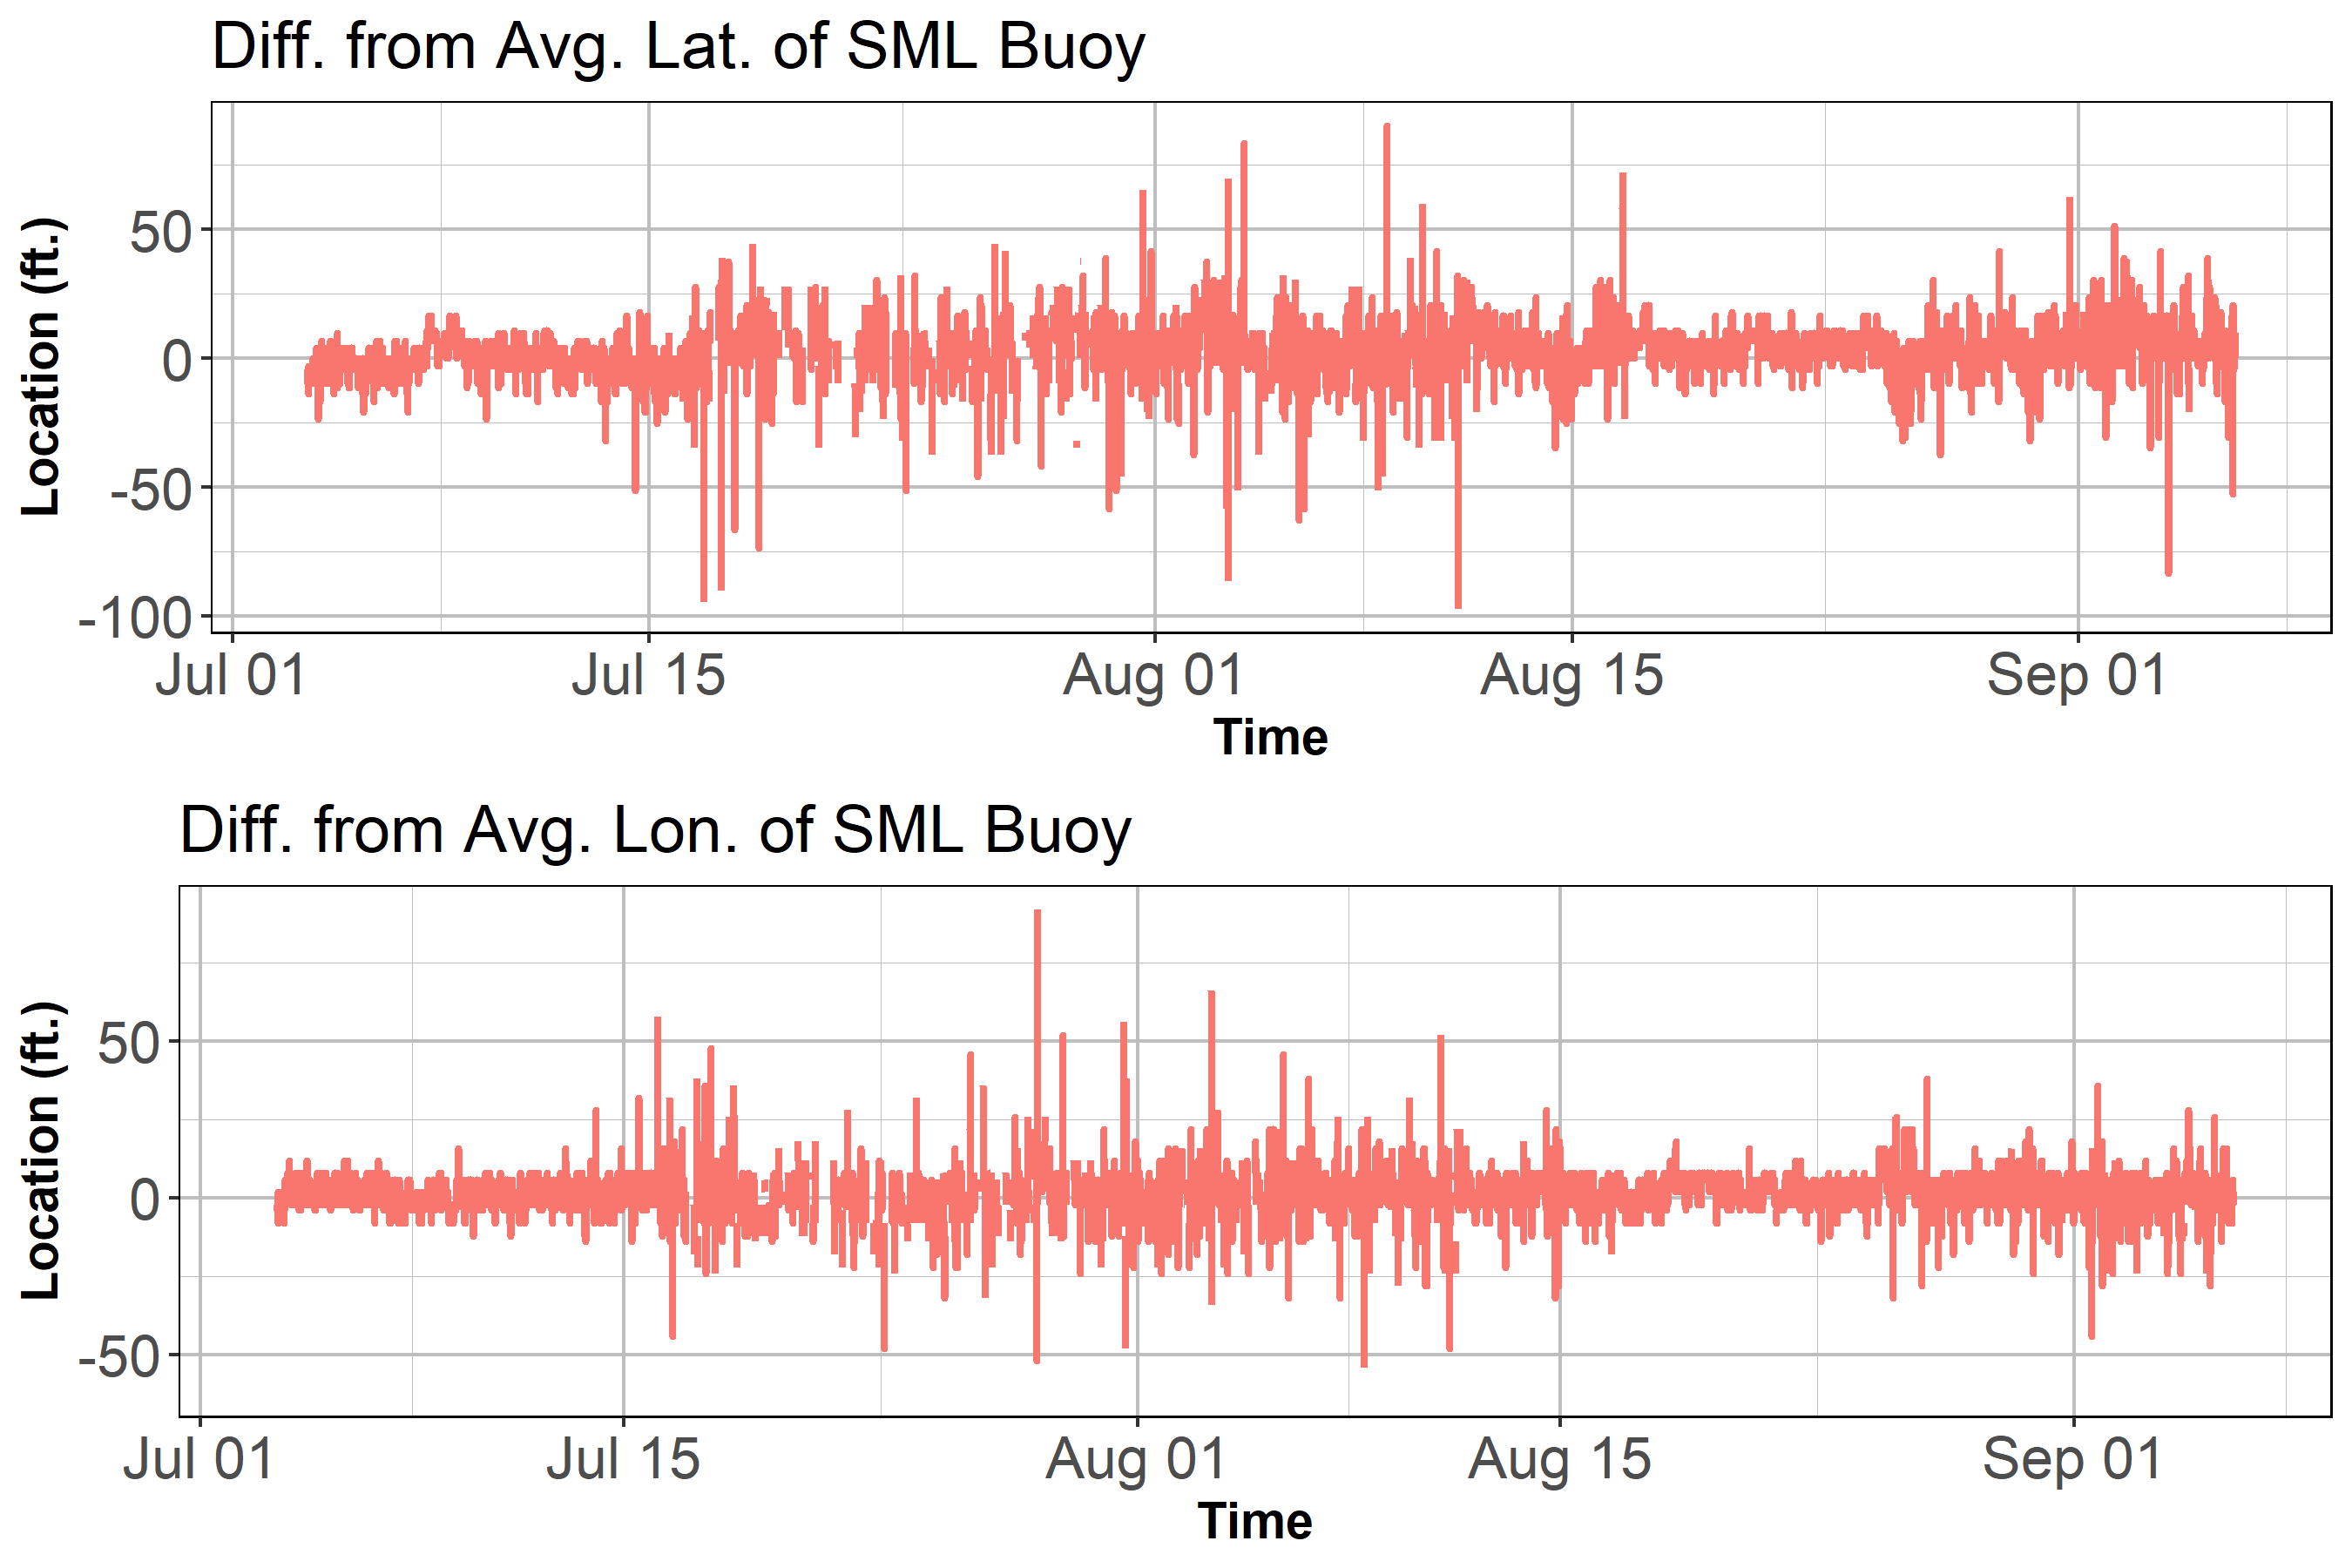 Diff. from Avg. Lat. of SML Buoy
Location (ft.)
50
0
-50
-100
Jul 01
Jul 15
Aug 01
Aug 15
Sep 01
Time
Diff. from Avg. Lon. of SML Buoy
Location (ft.)
50
0
-50
Jul 01
Jul 15
Aug 01
Aug 15
Sep 01
Time